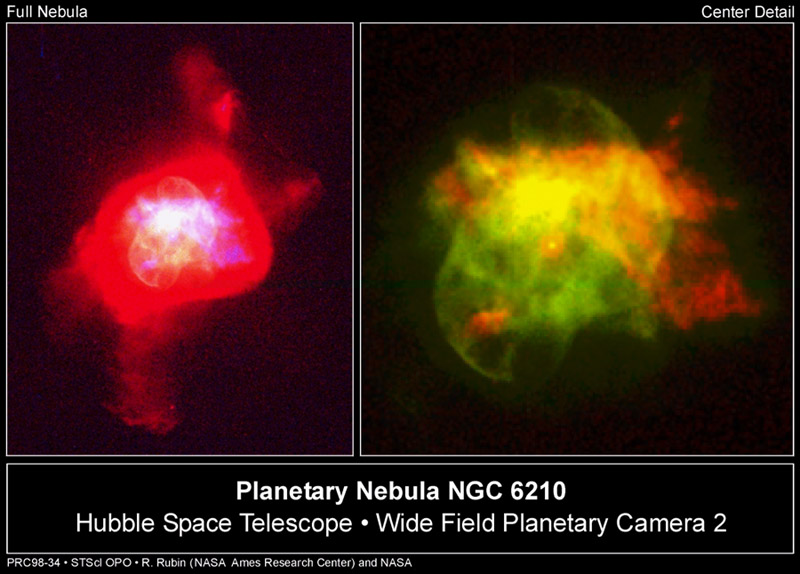 Full Nebula
Center Detail
Planetary Nebula NGC 6210
Hubble Space Telescope • Wide Field Planetary Camera 2
PRC98-34 • STScI OPO • R. Rubin (NASA Ames Research Center) and NASA